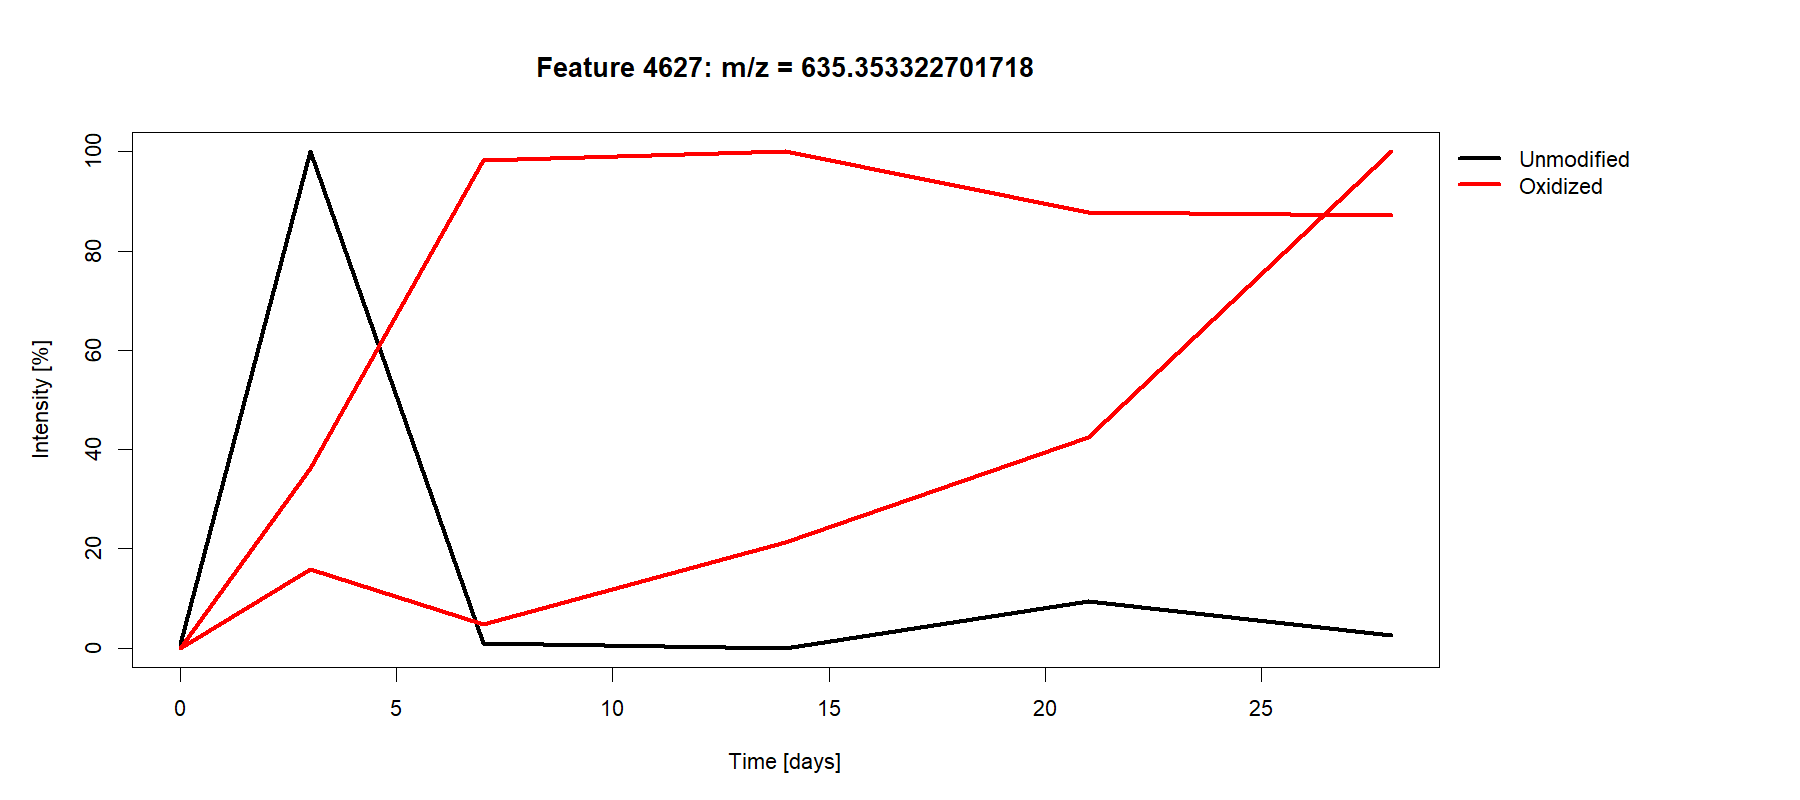 Feature 4627: m/z = 635.353322701718
Unmodified
Oxidized
Intensity [%]
100
80
60
40
20
0
0 5 10 15 20 25
Time [days]